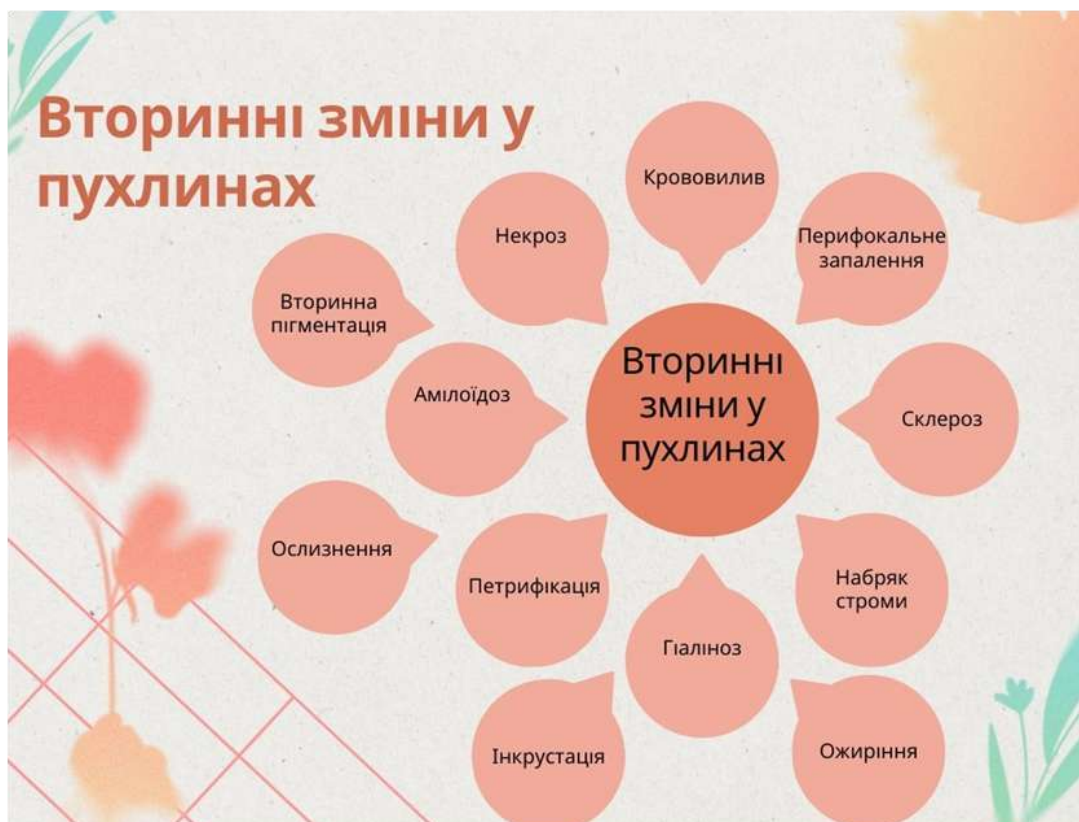 Вторинні зміни у
пухлинах
Крововилив
Некроз
Перифокальне
запалення
Вторинна
пігментація
Вторинні
зміни у
пухлинах
Амілоїдоз
Склероз
Ослизнення
Петрифікація
Набряк
строми
Гіаліноз
Інкрустація
Ожиріння